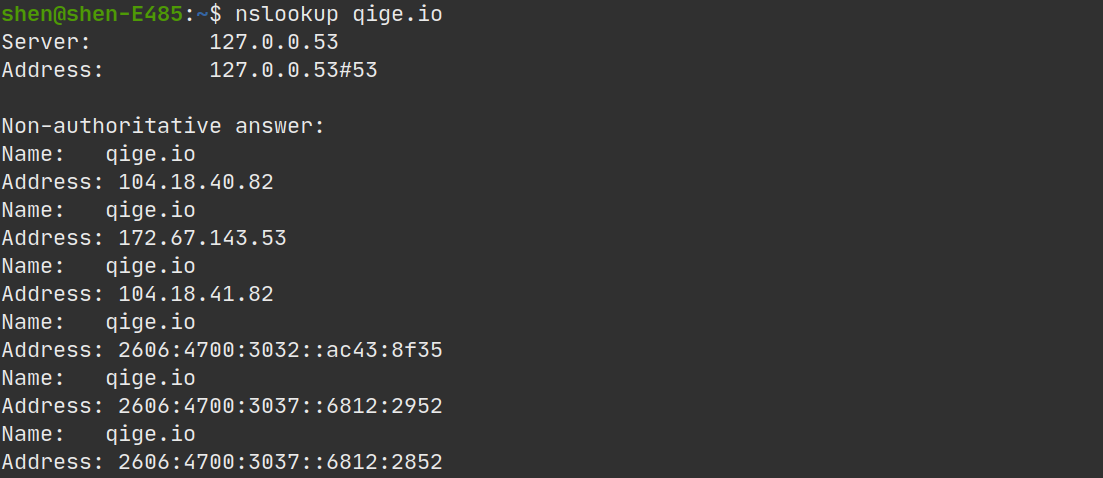 shen@shen-E485:~$ nslookup qige.io
Server:         127.0.0.53
Address:        127.0.0.53#53

Non-authoritative answer:
Name:   qige.io
Address: 104.18.40.82
Name:   qige.io
Address: 172.67.143.53
Name:   qige.io
Address: 104.18.41.82
Name:   qige.io
Address: 2606:4700:3032::ac43:8f35
Name:   qige.io
Address: 2606:4700:3037::6812:2952
Name:   qige.io
Address: 2606:4700:3037::6812:2852